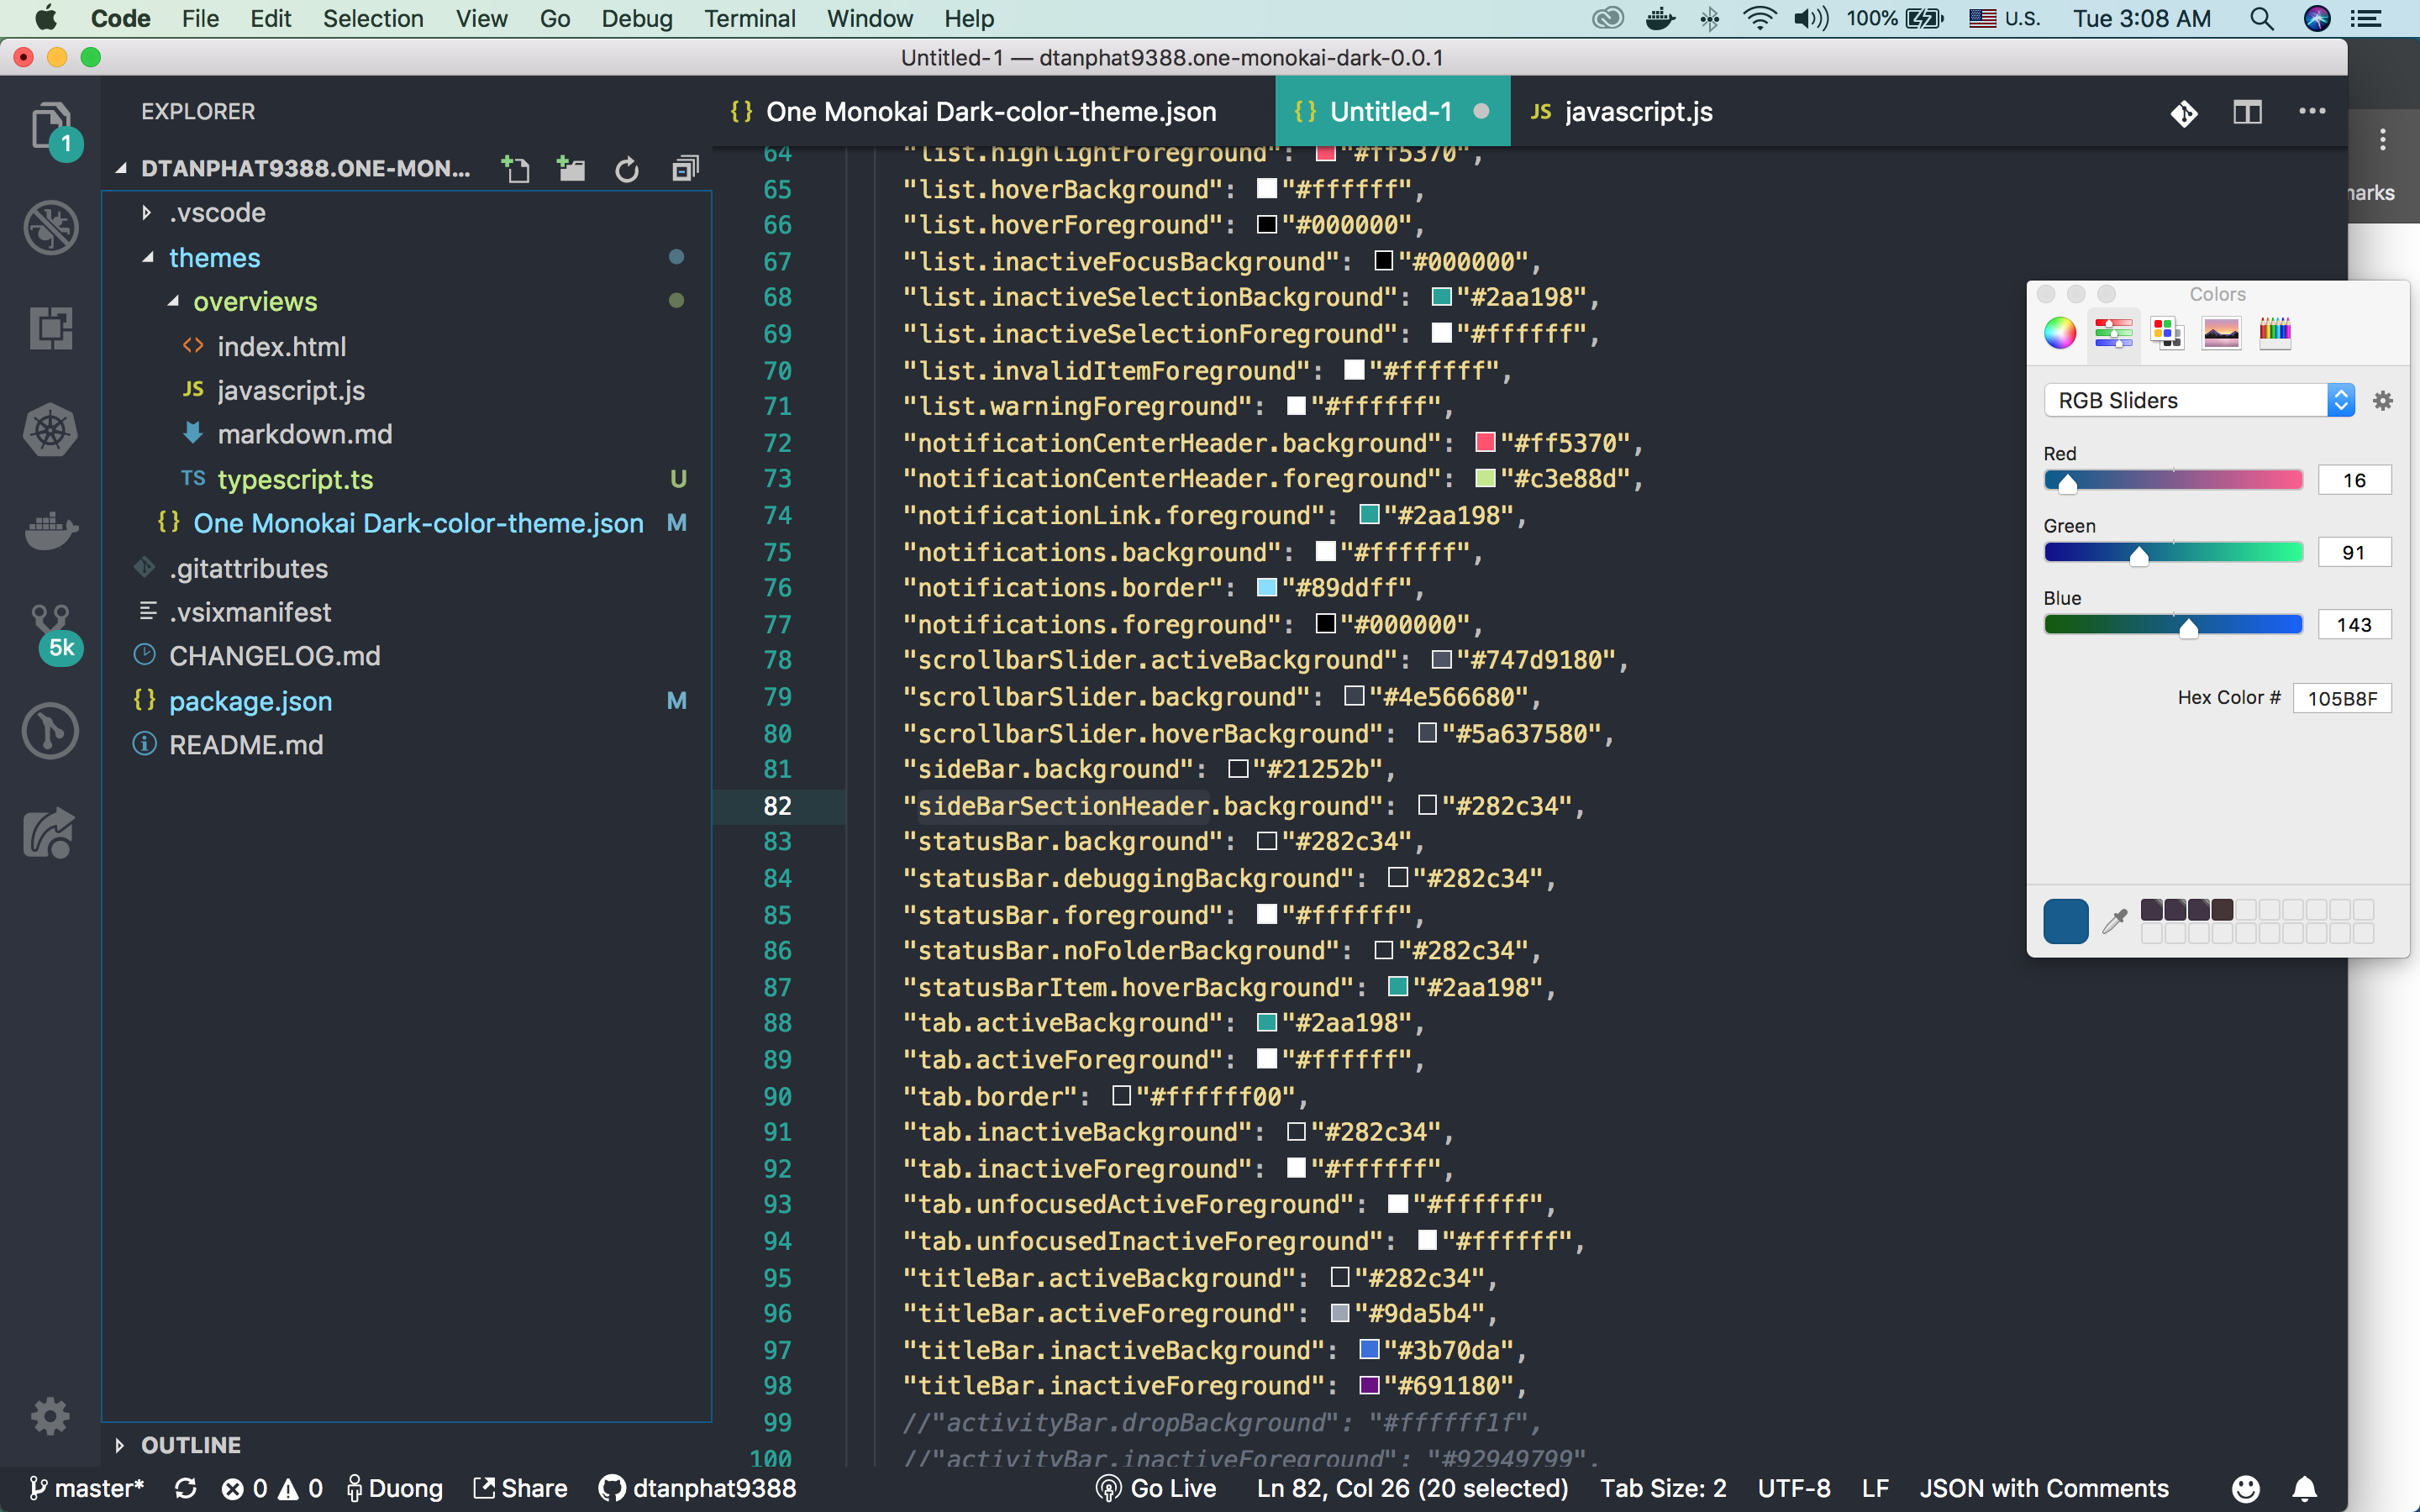 Code File Edit Selection View Go Debug Terminal Window Help 100% U.S. Tue 3:08 AM
Untitled-1 — dtanphat9388.one-monokai-dark-0.0.1
EXPLORER
{} One Monokai Dark-color-theme.json {} Untitled-1 JS javascript.js
1
DTANPHAT9388.ONE-MON...
.vscode
themes
overviews
<> index.html
JS javascript.js
markdown.md
TS typescript.ts U
{} One Monokai Dark-color-theme.json M
.gitattributes
.vsixmanifest
CHANGELOG.md
{} package.json M
README.md
5k
OUTLINE
64 "list.highlightForeground": "#ff5370",
65 "list.hoverBackground": "#ffffff",
66 "list.hoverForeground": "#000000",
67 "list.inactiveFocusBackground": "#000000",
68 "list.inactiveSelectionBackground": "#2aa198",
69 "list.inactiveSelectionForeground": "#ffffff",
70 "list.invalidItemForeground": "#ffffff",
71 "list.warningForeground": "#ffffff",
72 "notificationCenterHeader.background": "#ff5370",
73 "notificationCenterHeader.foreground": "#c3e88d",
74 "notificationLink.foreground": "#2aa198",
75 "notifications.background": "#ffffff",
76 "notifications.border": "#89ddff",
77 "notifications.foreground": "#000000",
78 "scrollbarSlider.activeBackground": "#747d9180",
79 "scrollbarSlider.background": "#4e566680",
80 "scrollbarSlider.hoverBackground": "#5a637580",
81 "sideBar.background": "#21252b",
82 "sideBarSectionHeader.background": "#282c34",
83 "statusBar.background": "#282c34",
84 "statusBar.debuggingBackground": "#282c34",
85 "statusBar.foreground": "#ffffff",
86 "statusBar.noFolderBackground": "#282c34",
87 "statusBarItem.hoverBackground": "#2aa198",
88 "tab.activeBackground": "#2aa198",
89 "tab.activeForeground": "#ffffff",
90 "tab.border": "#ffffff00",
91 "tab.inactiveBackground": "#282c34",
92 "tab.inactiveForeground": "#ffffff",
93 "tab.unfocusedActiveForeground": "#ffffff",
94 "tab.unfocusedInactiveForeground": "#ffffff",
95 "titleBar.activeBackground": "#282c34",
96 "titleBar.activeForeground": "#9da5b4",
97 "titleBar.inactiveBackground": "#3b70da",
98 "titleBar.inactiveForeground": "#691180",
99 //"activityBar.dropBackground": "#ffffff1f",
100 //"activityBar.inactiveForeground": "#92949799",
arks
Colors
RGB Sliders
Red
16
Green
91
Blue
143
Hex Color # 105B8F
master* 0 0 Duong Share dtanphat9388 Go Live Ln 82, Col 26 (20 selected) Tab Size: 2 UTF-8 LF JSON with Comments